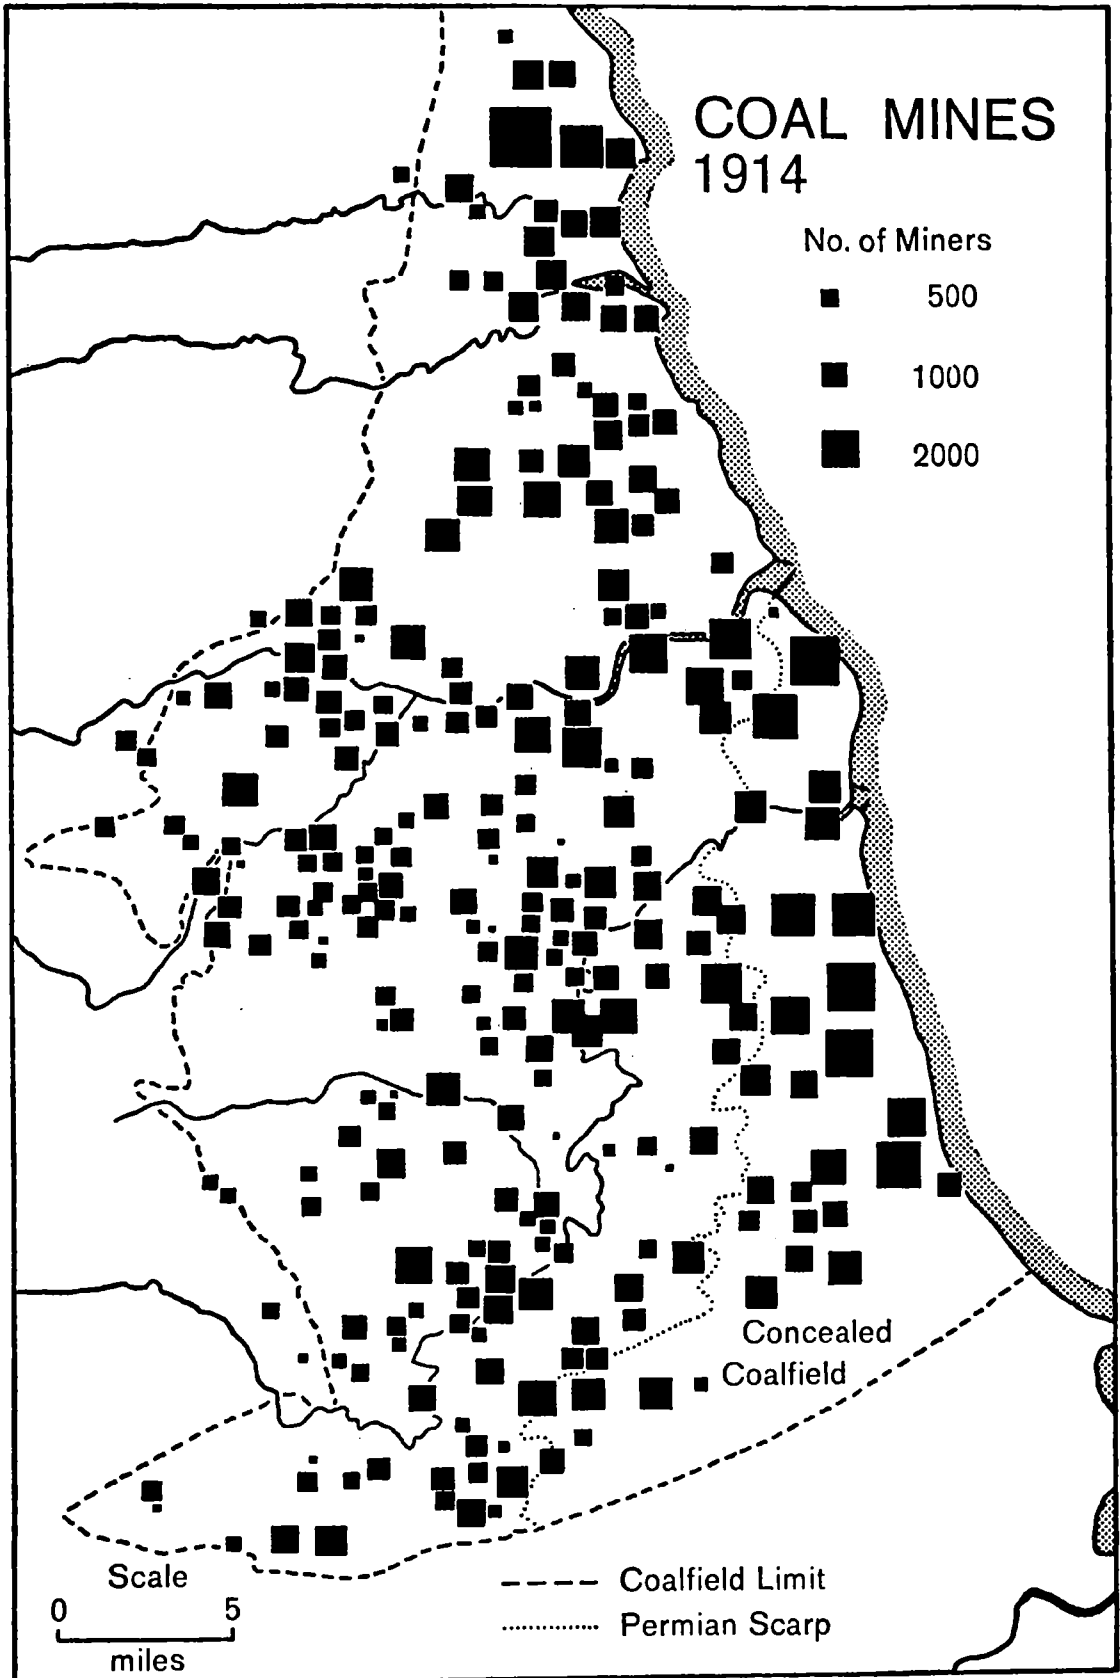 COAL MINES
1914
No. of Miners
500
1000
2000
Concealed
Coalfield
Scale
0 5
miles
Coalfield Limit
Permian Scarp